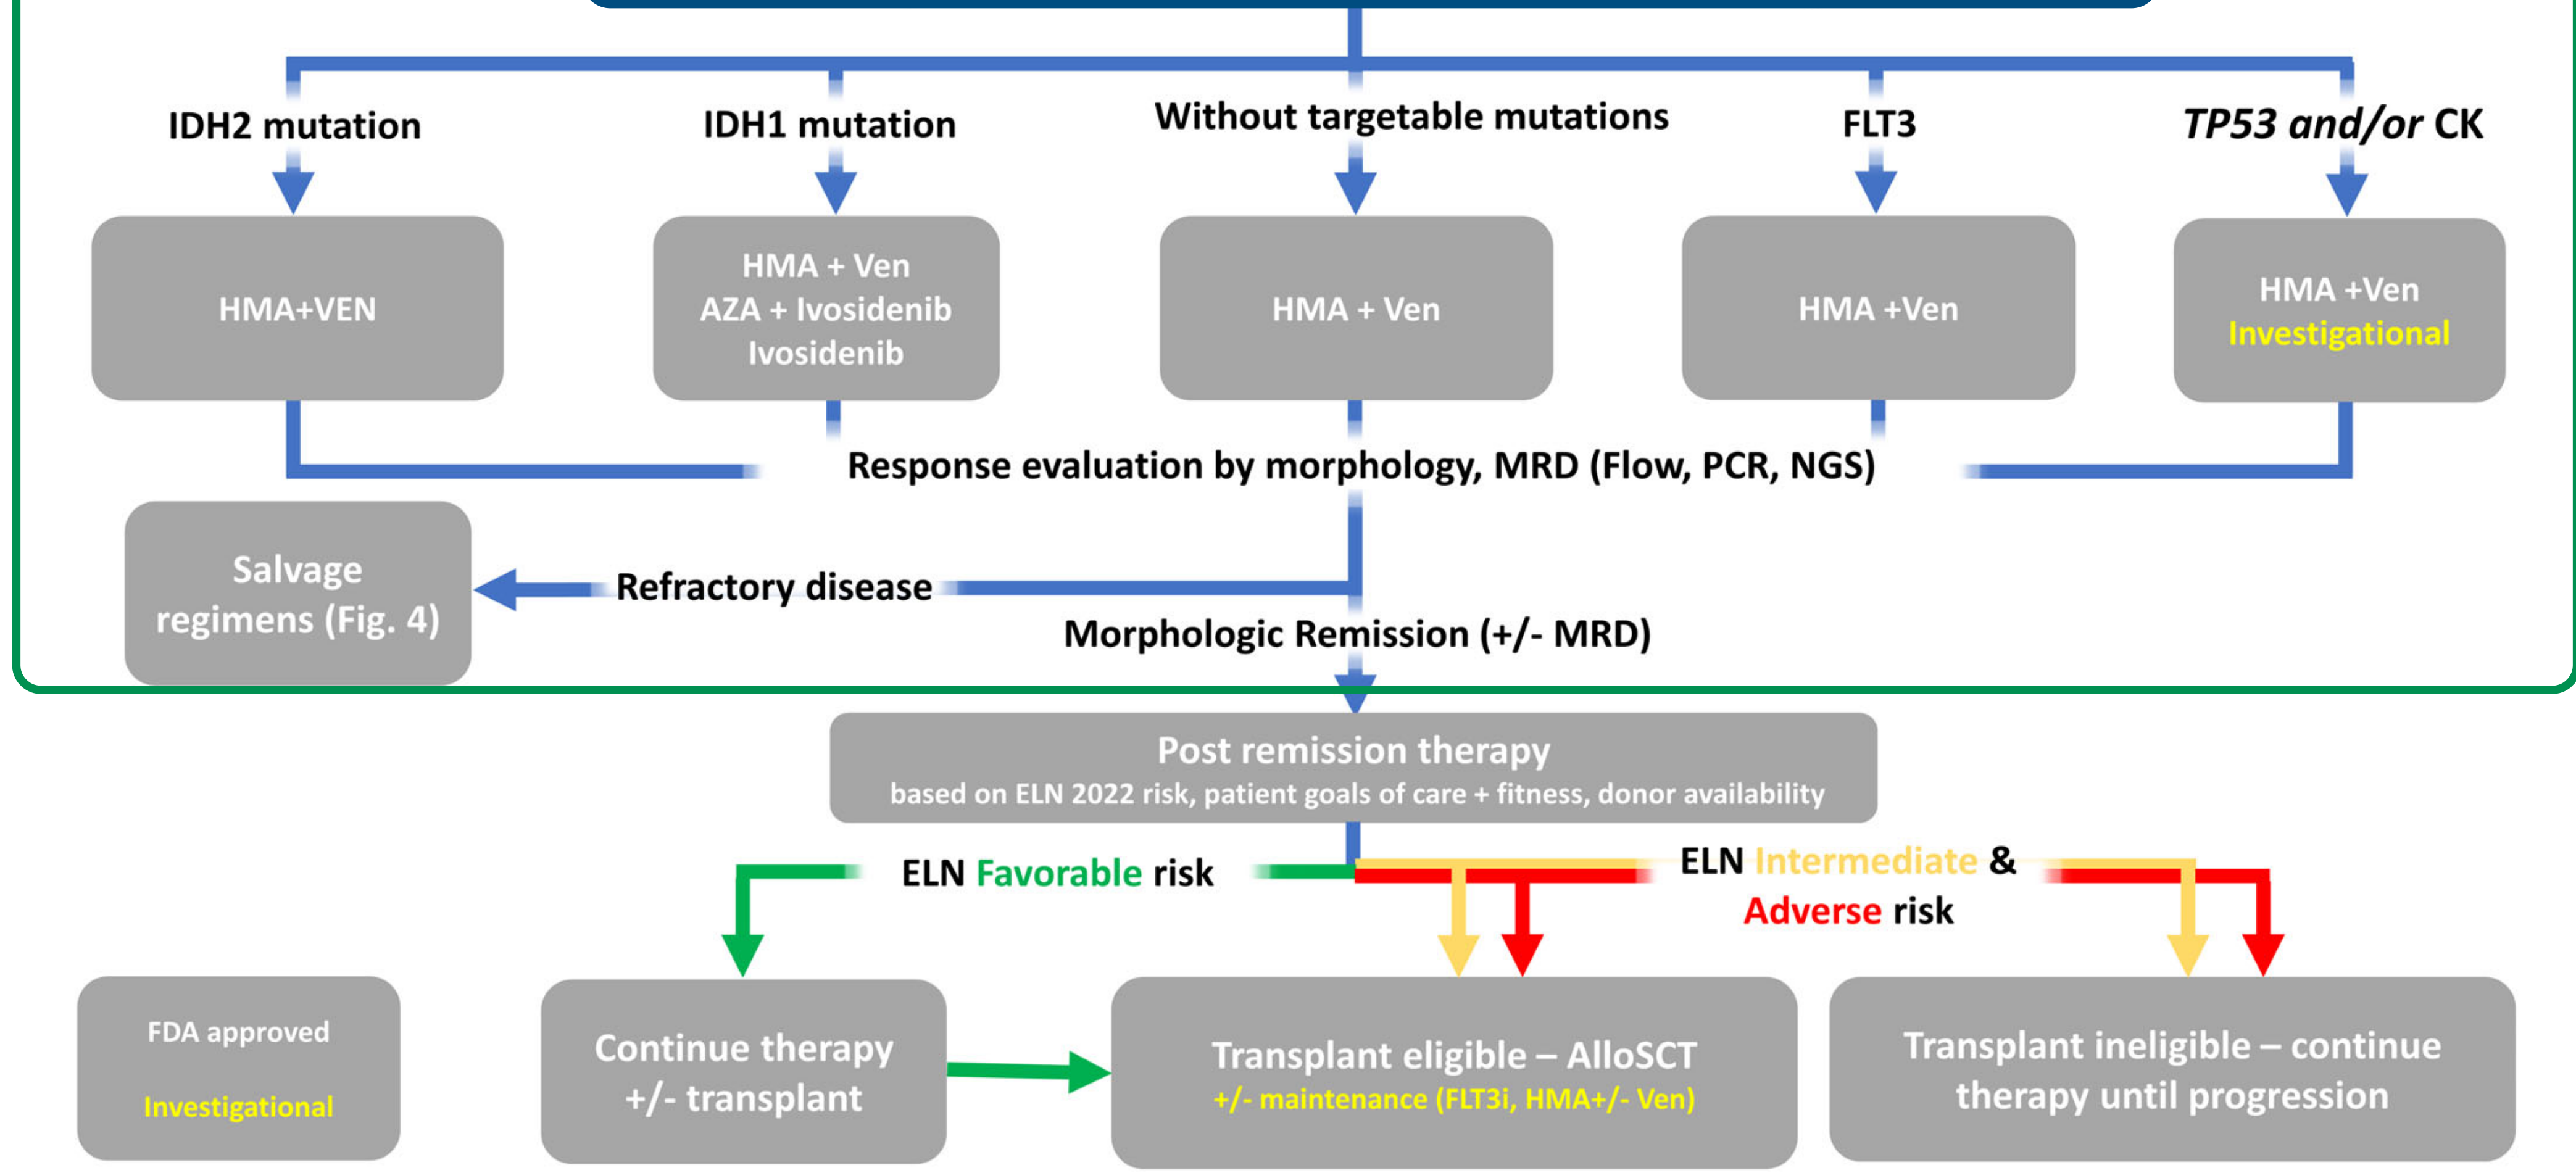 IDH2 mutation
IDH1 mutation
Without targetable mutations
FLT3
TP53 and/or CK
HMA+VEN
HMA + Ven
AZA + Ivosidenib
Ivosidenib
HMA + Ven
HMA +Ven
HMA +Ven
Investigational
Response evaluation by morphology, MRD (Flow, PCR, NGS)
Salvage
regimens (Fig. 4)
Refractory disease
Morphologic Remission (+/- MRD)
Post remission therapy
based on ELN 2022 risk, patient goals of care + fitness, donor availability
ELN Favorable risk
ELN Intermediate &
Adverse risk
FDA approved
Investigational
Continue therapy
+/- transplant
Transplant eligible – AlloSCT
+/- maintenance (FLT3i, HMA+/- Ven)
Transplant ineligible – continue
therapy until progression